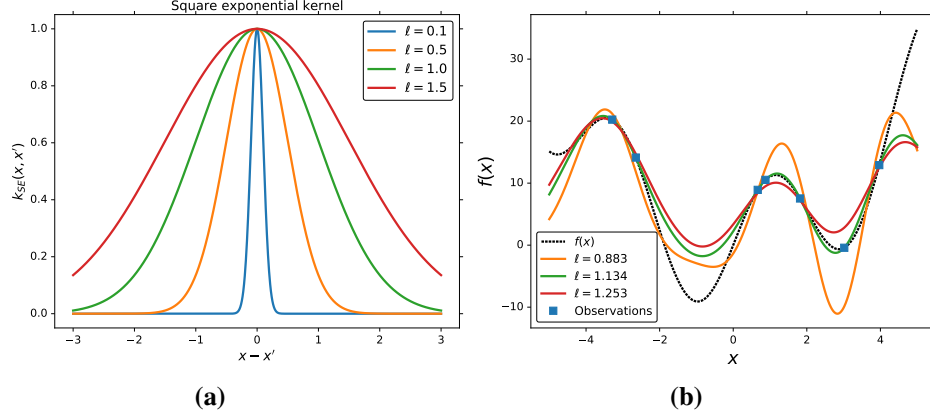 Square exponential kernel
ℓ = 0.1
ℓ = 0.5
ℓ = 1.0
ℓ = 1.5
1.0
0.8
0.6
0.4
0.2
0.0
k_SE(x, x′)
−3 −2 −1 0 1 2 3
x − x′
(a)
30
20
10
0
−10
f(x)
f(x)
ℓ = 0.883
ℓ = 1.134
ℓ = 1.253
Observations
−4 −2 0 2 4
x
(b)